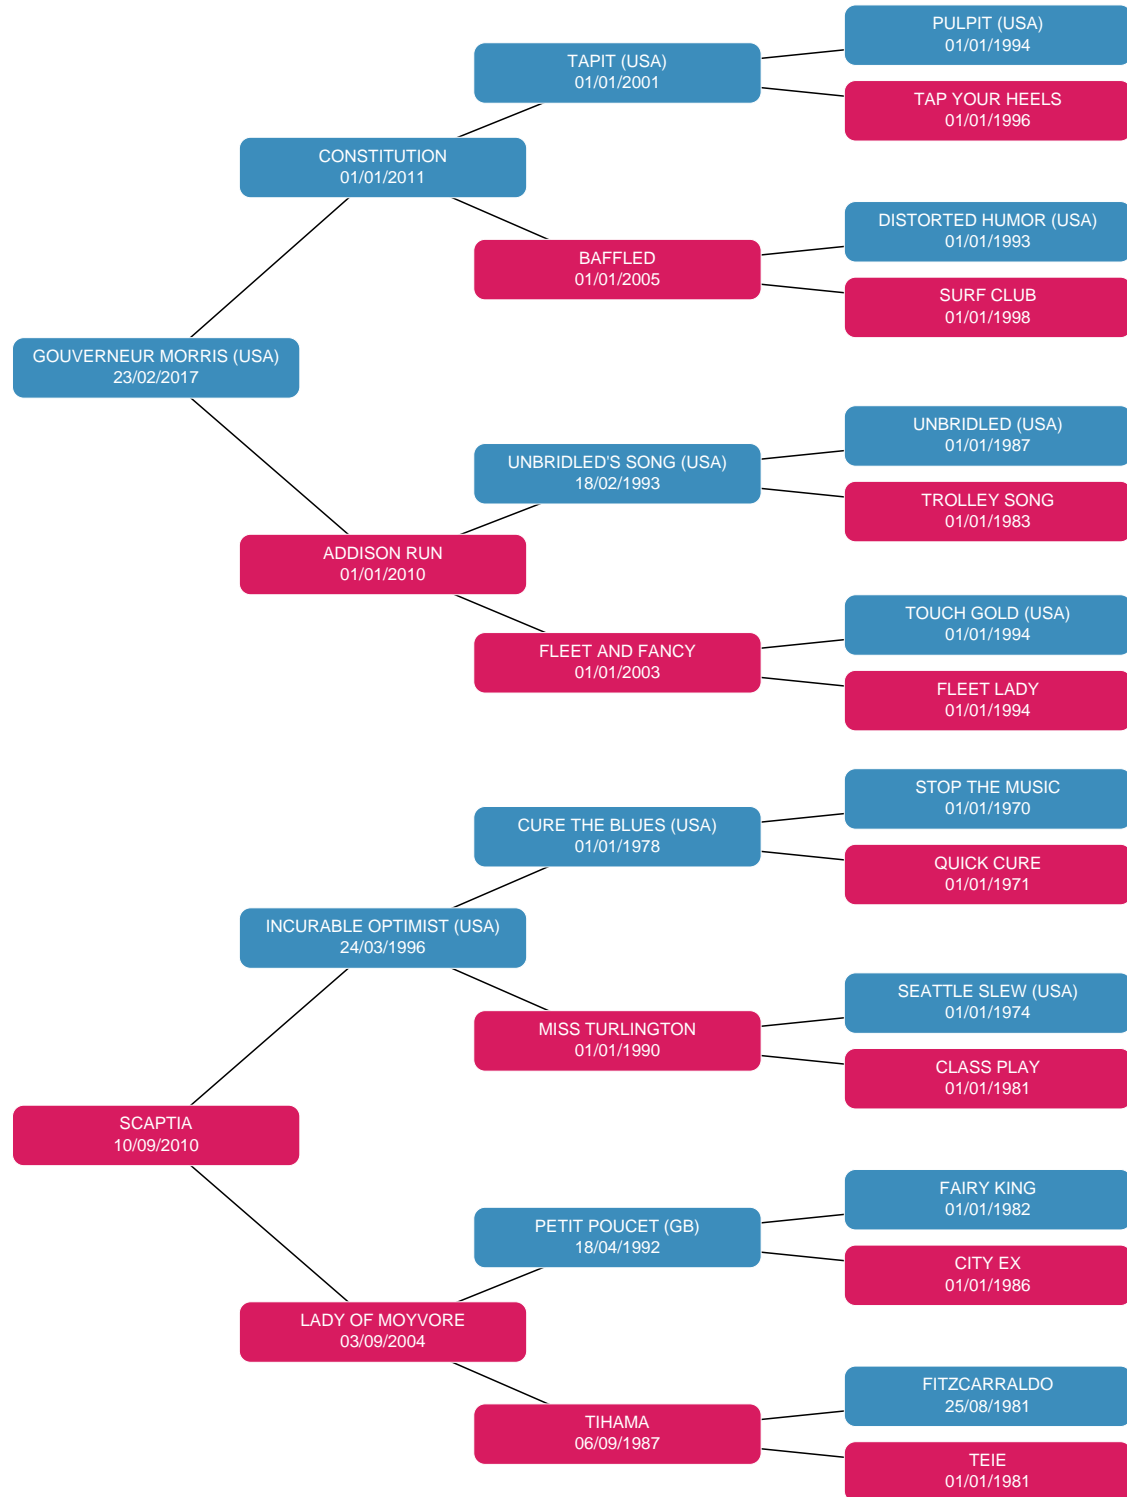 PULPIT (USA)
01/01/1994
TAPIT (USA)
01/01/2001
TAP YOUR HEELS
01/01/1996
CONSTITUTION
01/01/2011
DISTORTED HUMOR (USA)
01/01/1993
BAFFLED
01/01/2005
SURF CLUB
01/01/1998
GOUVERNEUR MORRIS (USA)
23/02/2017
UNBRIDLED (USA)
01/01/1987
UNBRIDLED'S SONG (USA)
18/02/1993
TROLLEY SONG
01/01/1983
ADDISON RUN
01/01/2010
TOUCH GOLD (USA)
01/01/1994
FLEET AND FANCY
01/01/2003
FLEET LADY
01/01/1994
STOP THE MUSIC
01/01/1970
CURE THE BLUES (USA)
01/01/1978
QUICK CURE
01/01/1971
INCURABLE OPTIMIST (USA)
24/03/1996
SEATTLE SLEW (USA)
01/01/1974
MISS TURLINGTON
01/01/1990
CLASS PLAY
01/01/1981
SCAPTIA
10/09/2010
FAIRY KING
01/01/1982
PETIT POUCET (GB)
18/04/1992
CITY EX
01/01/1986
LADY OF MOYVORE
03/09/2004
FITZCARRALDO
25/08/1981
TIHAMA
06/09/1987
TEIE
01/01/1981